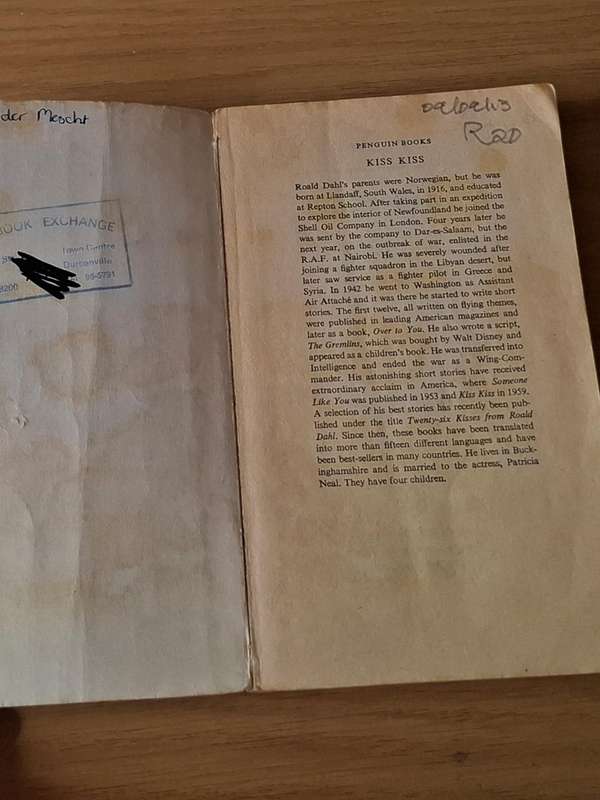 der Mescht
BOOK EXCHANGE
Town Centre
Durbanville
95-5791
09/09/13
R20
PENGUIN BOOKS
KISS KISS
Roald Dahl's parents were Norwegian, but he was
born at Llandaff, South Wales, in 1916, and educated
at Repton School. After taking part in an expedition
to explore the interior of Newfoundland he joined the
Shell Oil Company in London. Four years later he
was sent by the company to Dar-es-Salaam, but the
next year, on the outbreak of war, enlisted in the
R.A.F. at Nairobi. He was severely wounded after
joining a fighter squadron in the Libyan desert, but
later saw service as a fighter pilot in Greece and
Syria. In 1942 he went to Washington as Assistant
Air Attaché and it was there he started to write short
stories. The first twelve, all written on flying themes,
were published in leading American magazines and
later as a book, Over to You. He also wrote a script,
The Gremlins, which was bought by Walt Disney and
appeared as a children's book. He was transferred into
Intelligence and ended the war as a Wing-Com-
mander. His astonishing short stories have received
extraordinary acclaim in America, where Someone
Like You was published in 1953 and Kiss Kiss in 1959.
A selection of his best stories has recently been pub-
lished under the title Twenty-six Kisses from Roald
Dahl. Since then, these books have been translated
into more than fifteen different languages and have
been best-sellers in many countries. He lives in Buck-
inghamshire and is married to the actress, Patricia
Neal. They have four children.